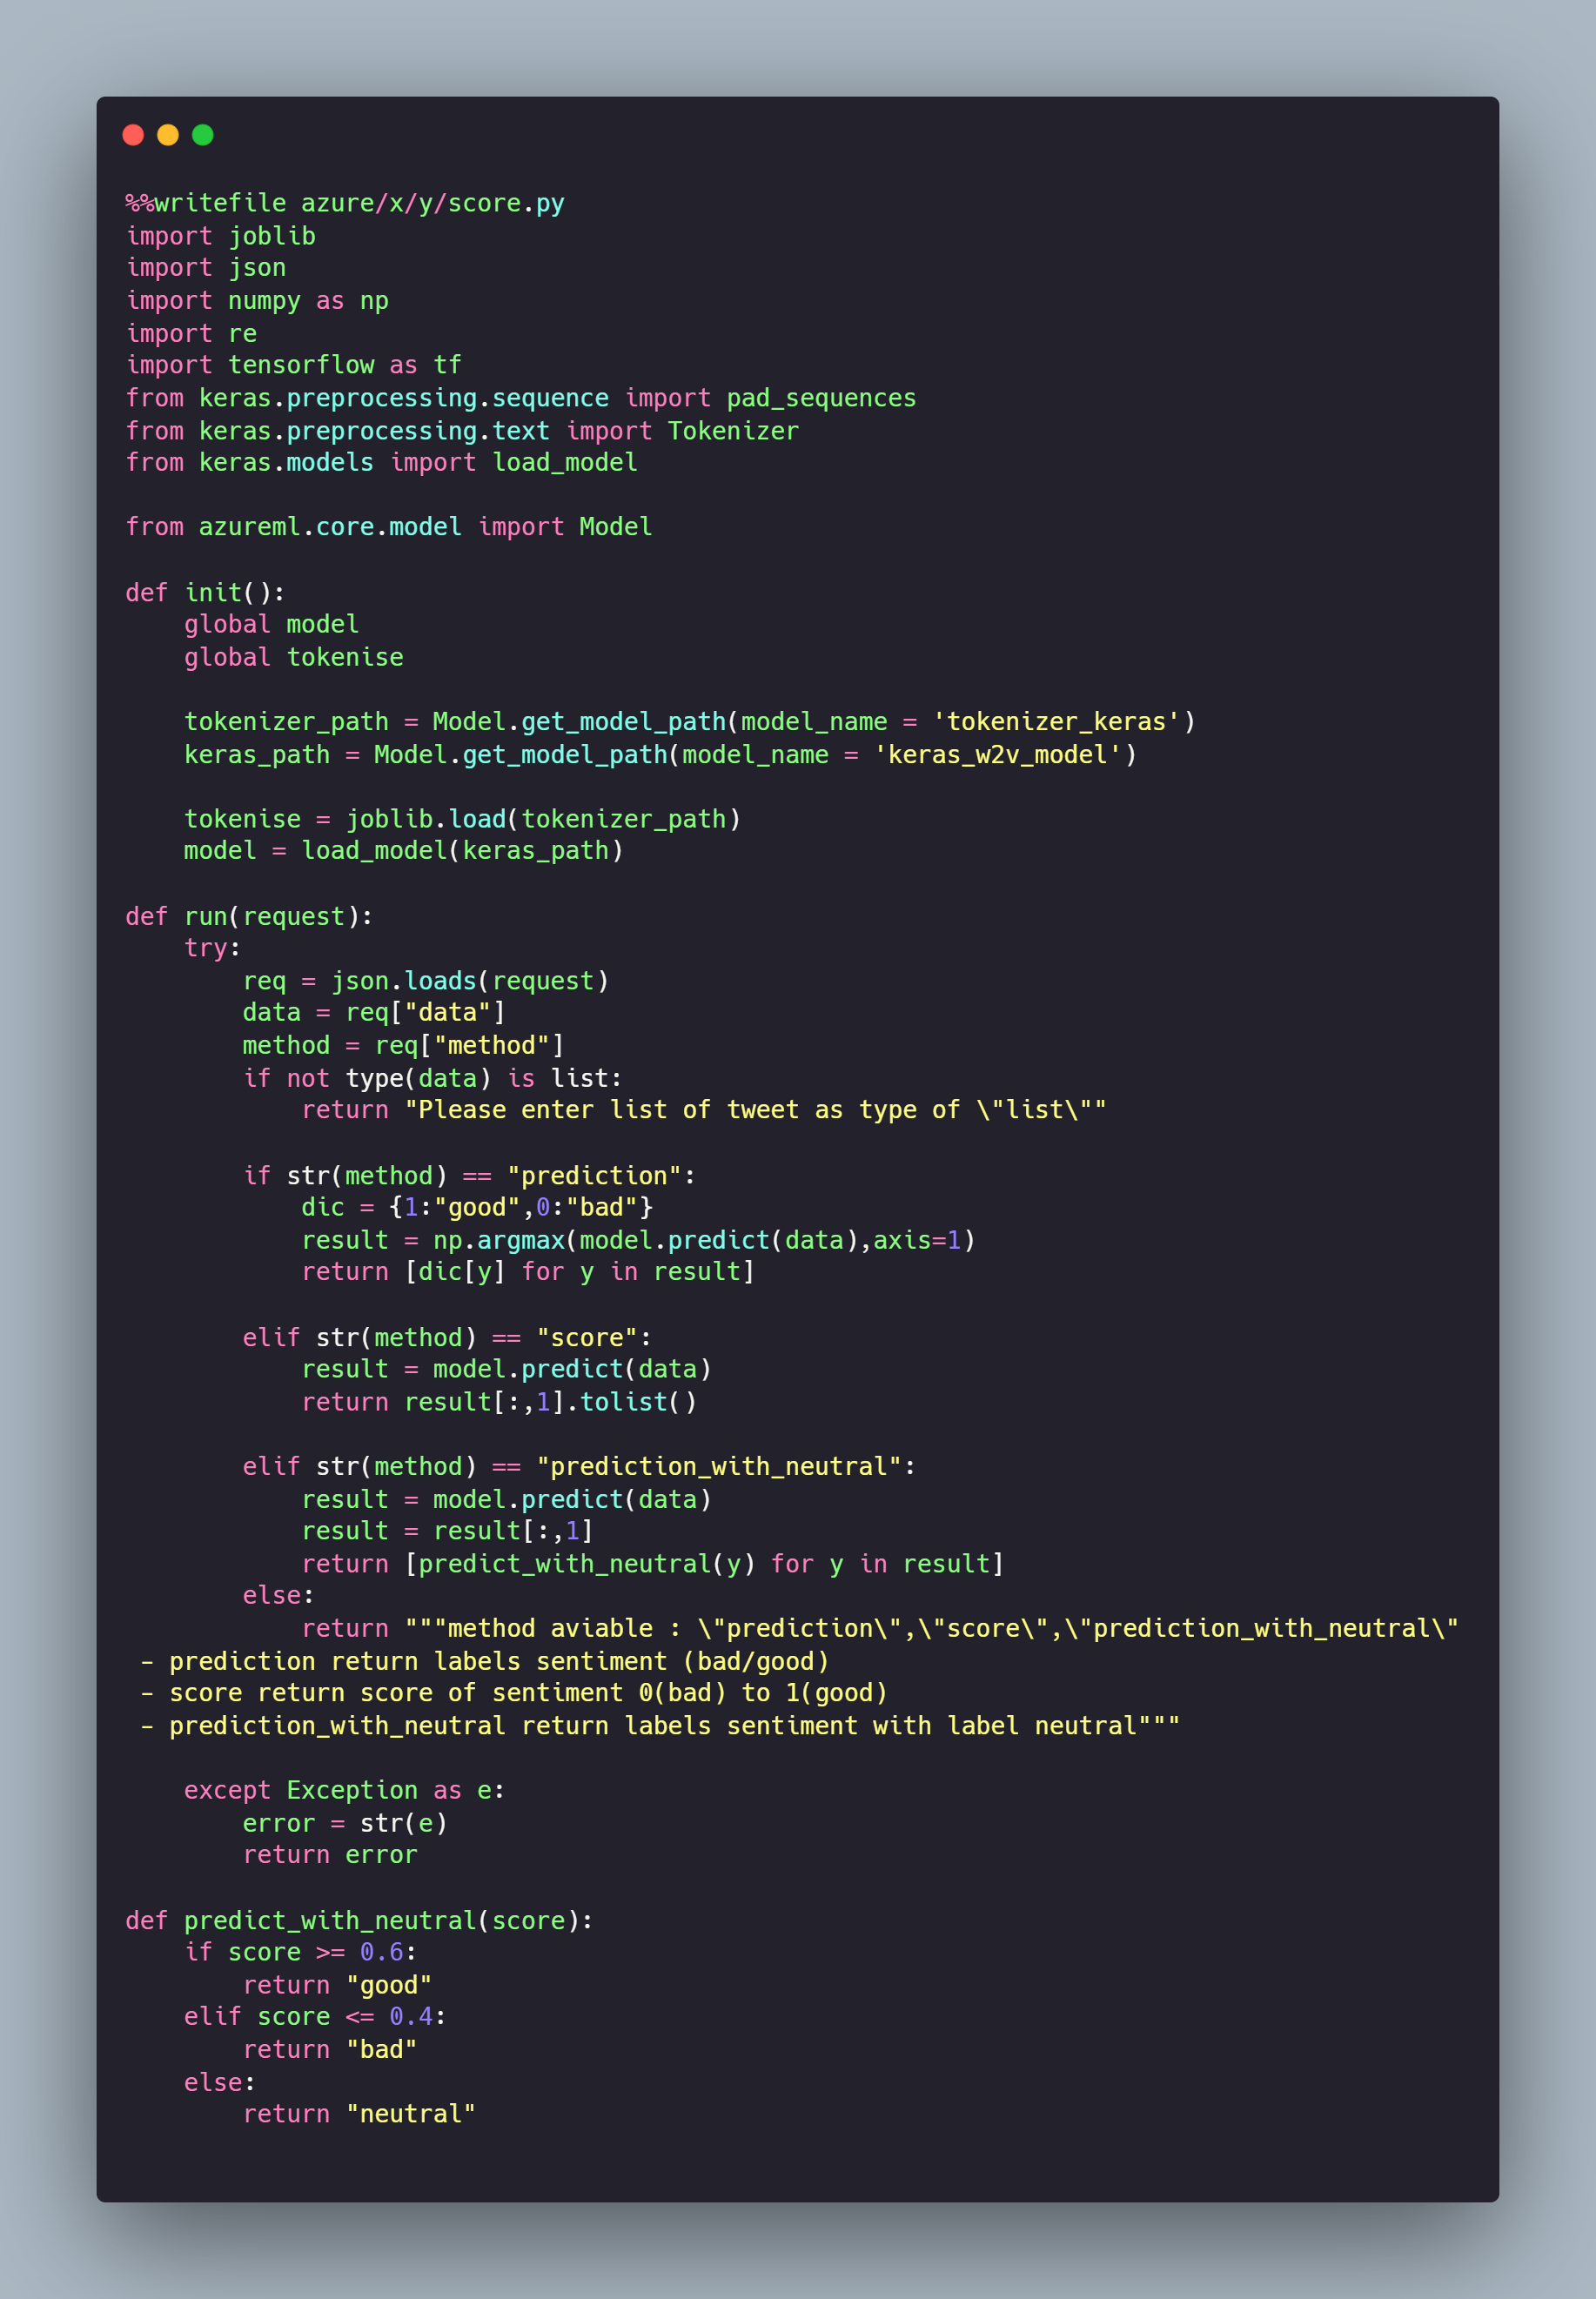 %%writefile azure/x/y/score.py
import joblib
import json
import numpy as np
import re
import tensorflow as tf
from keras.preprocessing.sequence import pad_sequences
from keras.preprocessing.text import Tokenizer
from keras.models import load_model

from azureml.core.model import Model

def init():
    global model
    global tokenise

    tokenizer_path = Model.get_model_path(model_name = 'tokenizer_keras')
    keras_path = Model.get_model_path(model_name = 'keras_w2v_model')

    tokenise = joblib.load(tokenizer_path)
    model = load_model(keras_path)

def run(request):
    try:
        req = json.loads(request)
        data = req["data"]
        method = req["method"]
        if not type(data) is list:
            return "Please enter list of tweet as type of \"list\""

        if str(method) == "prediction":
            dic = {1:"good",0:"bad"}
            result = np.argmax(model.predict(data),axis=1)
            return [dic[y] for y in result]

        elif str(method) == "score":
            result = model.predict(data)
            return result[:,1].tolist()

        elif str(method) == "prediction_with_neutral":
            result = model.predict(data)
            result = result[:,1]
            return [predict_with_neutral(y) for y in result]
        else:
            return """method aviable : \"prediction\",\"score\",\"prediction_with_neutral\"
 - prediction return labels sentiment (bad/good)
 - score return score of sentiment 0(bad) to 1(good)
 - prediction_with_neutral return labels sentiment with label neutral"""

    except Exception as e:
        error = str(e)
        return error

def predict_with_neutral(score):
    if score >= 0.6:
        return "good"
    elif score <= 0.4:
        return "bad"
    else:
        return "neutral"